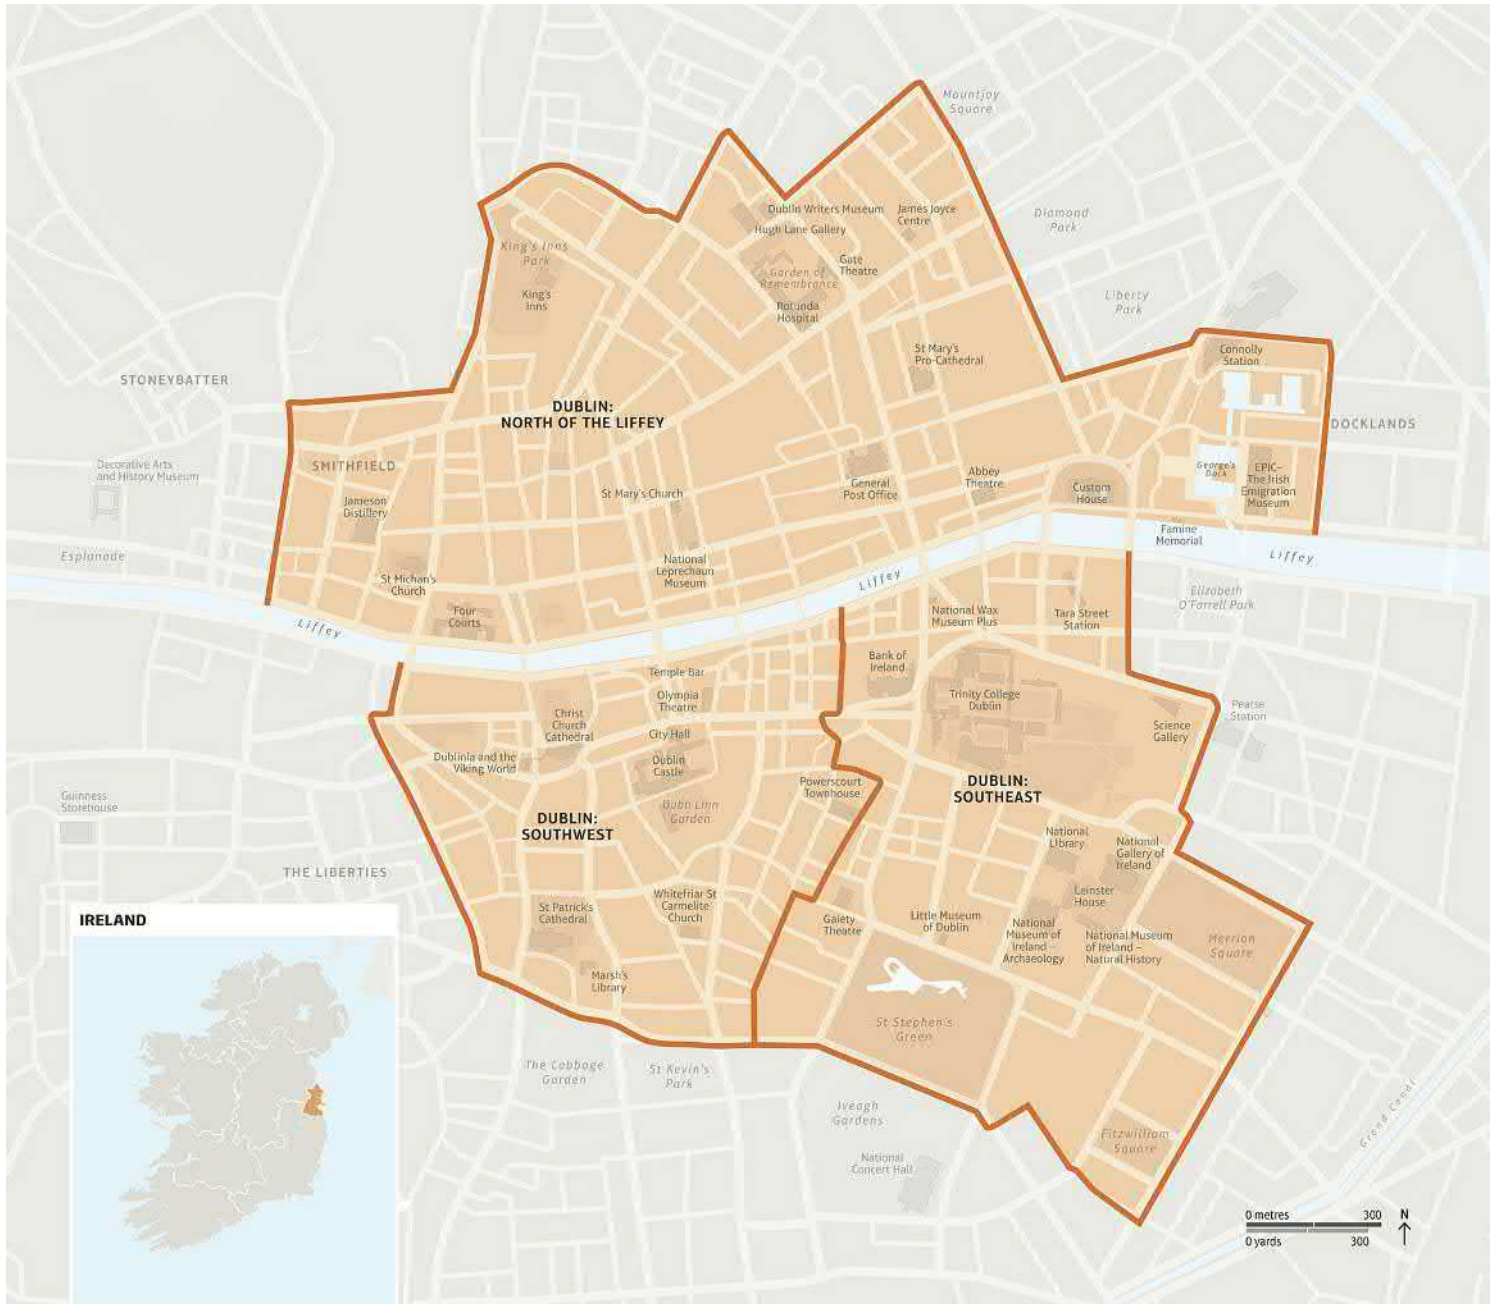 Mountjoy
Square
Dublin Writers Museum
James Joyce
Centre
Hugh Lane Gallery
Diamond
Park
King's Inns
Park
Gate
Theatre
Garden of
Remembrance
King's
Inns
Rotunda
Hospital
Liberty
Park
St Mary's
Pro-Cathedral
Connolly
Station
STONEYBATTER
DUBLIN:
NORTH OF THE LIFFEY
DOCKLANDS
SMITHFIELD
Decorative Arts
and History Museum
George's
Dock
EPIC–
The Irish
Emigration
Museum
Abbey
Theatre
General
Post Office
Custom
House
St Mary's Church
Jameson
Distillery
Famine
Memorial
Esplanade
Liffey
National
Leprechaun
Museum
Liffey
St Michan's
Church
Elizabeth
O'Farrell Park
Four
Courts
National Wax
Museum Plus
Tara Street
Station
Liffey
Bank of
Ireland
Temple Bar
Olympia
Theatre
Trinity College
Dublin
Pearse
Station
Christ
Church
Cathedral
City Hall
Science
Gallery
Dublinia and the
Viking World
Dublin
Castle
Powerscourt
Townhouse
DUBLIN:
SOUTHEAST
Guinness
Storehouse
Dubh Linn
Garden
DUBLIN:
SOUTHWEST
National
Library
National
Gallery of
Ireland
THE LIBERTIES
Leinster
House
Whitefriar St
Carmelite
Church
St Patrick's
Cathedral
Gaiety
Theatre
Little Museum
of Dublin
National
Museum of
Ireland –
Archaeology
National Museum
of Ireland –
Natural History
Merrion
Square
IRELAND
Marsh's
Library
St Stephen's
Green
The Cabbage
Garden
St Kevin's
Park
Iveagh
Gardens
Grand Canal
Fitzwilliam
Square
National
Concert Hall
0 metres 300 N
0 yards 300